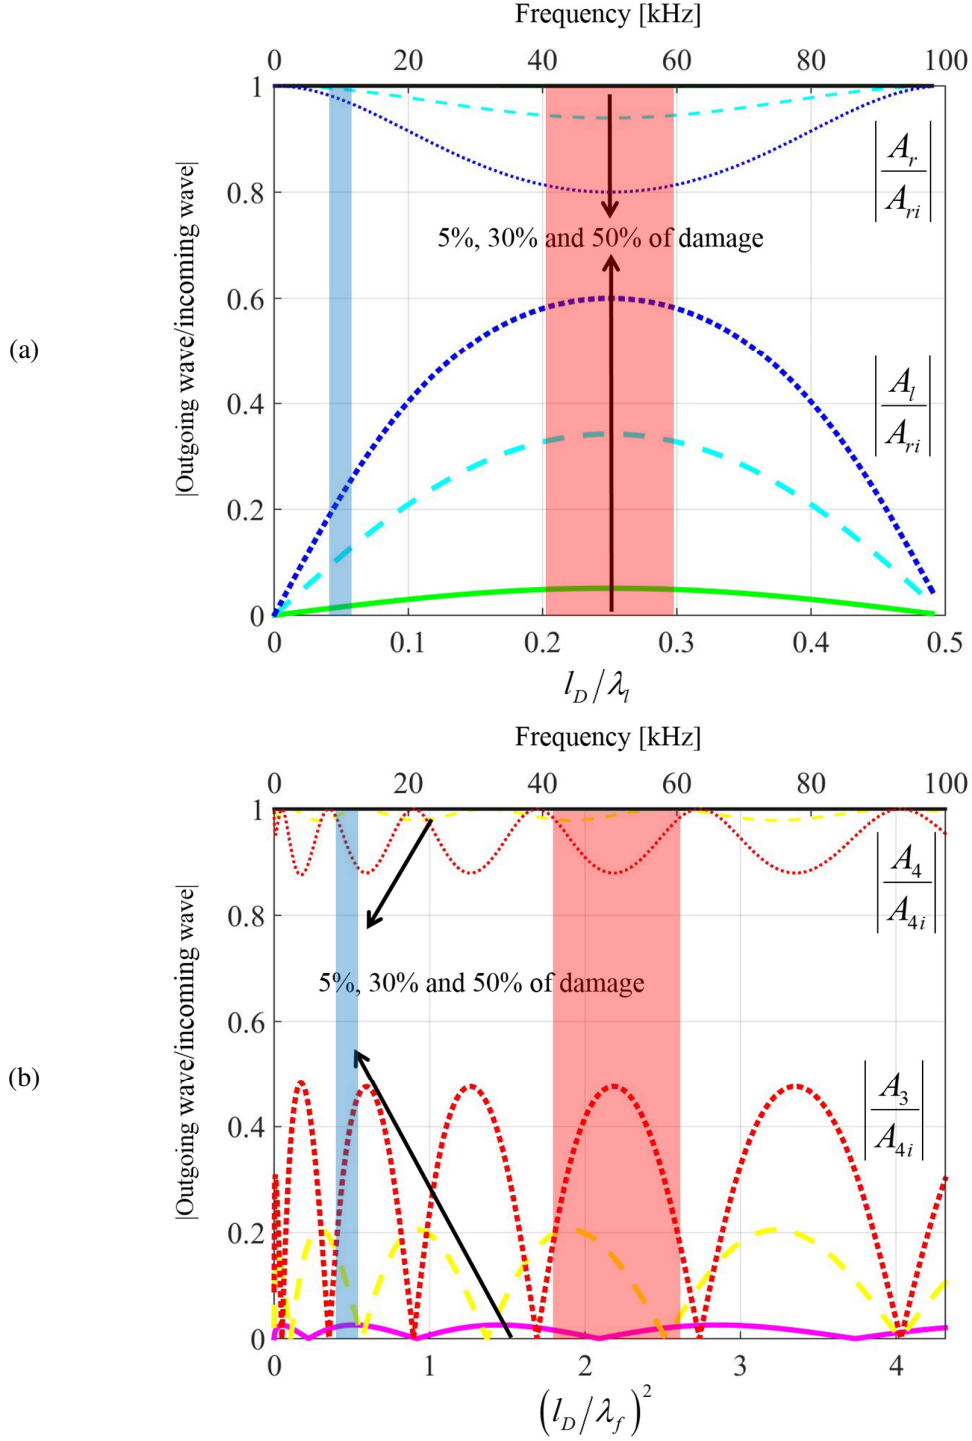 Frequency [kHz]
0 20 40 60 80 100
1
0.8
0.6
0.4
0.2
0
|Outgoing wave/incoming wave|
(a)
|A_r/A_ri|
5%, 30% and 50% of damage
|A_l/A_ri|
0 0.1 0.2 0.3 0.4 0.5
l_D/λ_l
Frequency [kHz]
0 20 40 60 80 100
1
0.8
0.6
0.4
0.2
0
|Outgoing wave/incoming wave|
(b)
|A_4/A_4i|
5%, 30% and 50% of damage
|A_3/A_4i|
0 1 2 3 4
(l_D/λ_f)^2